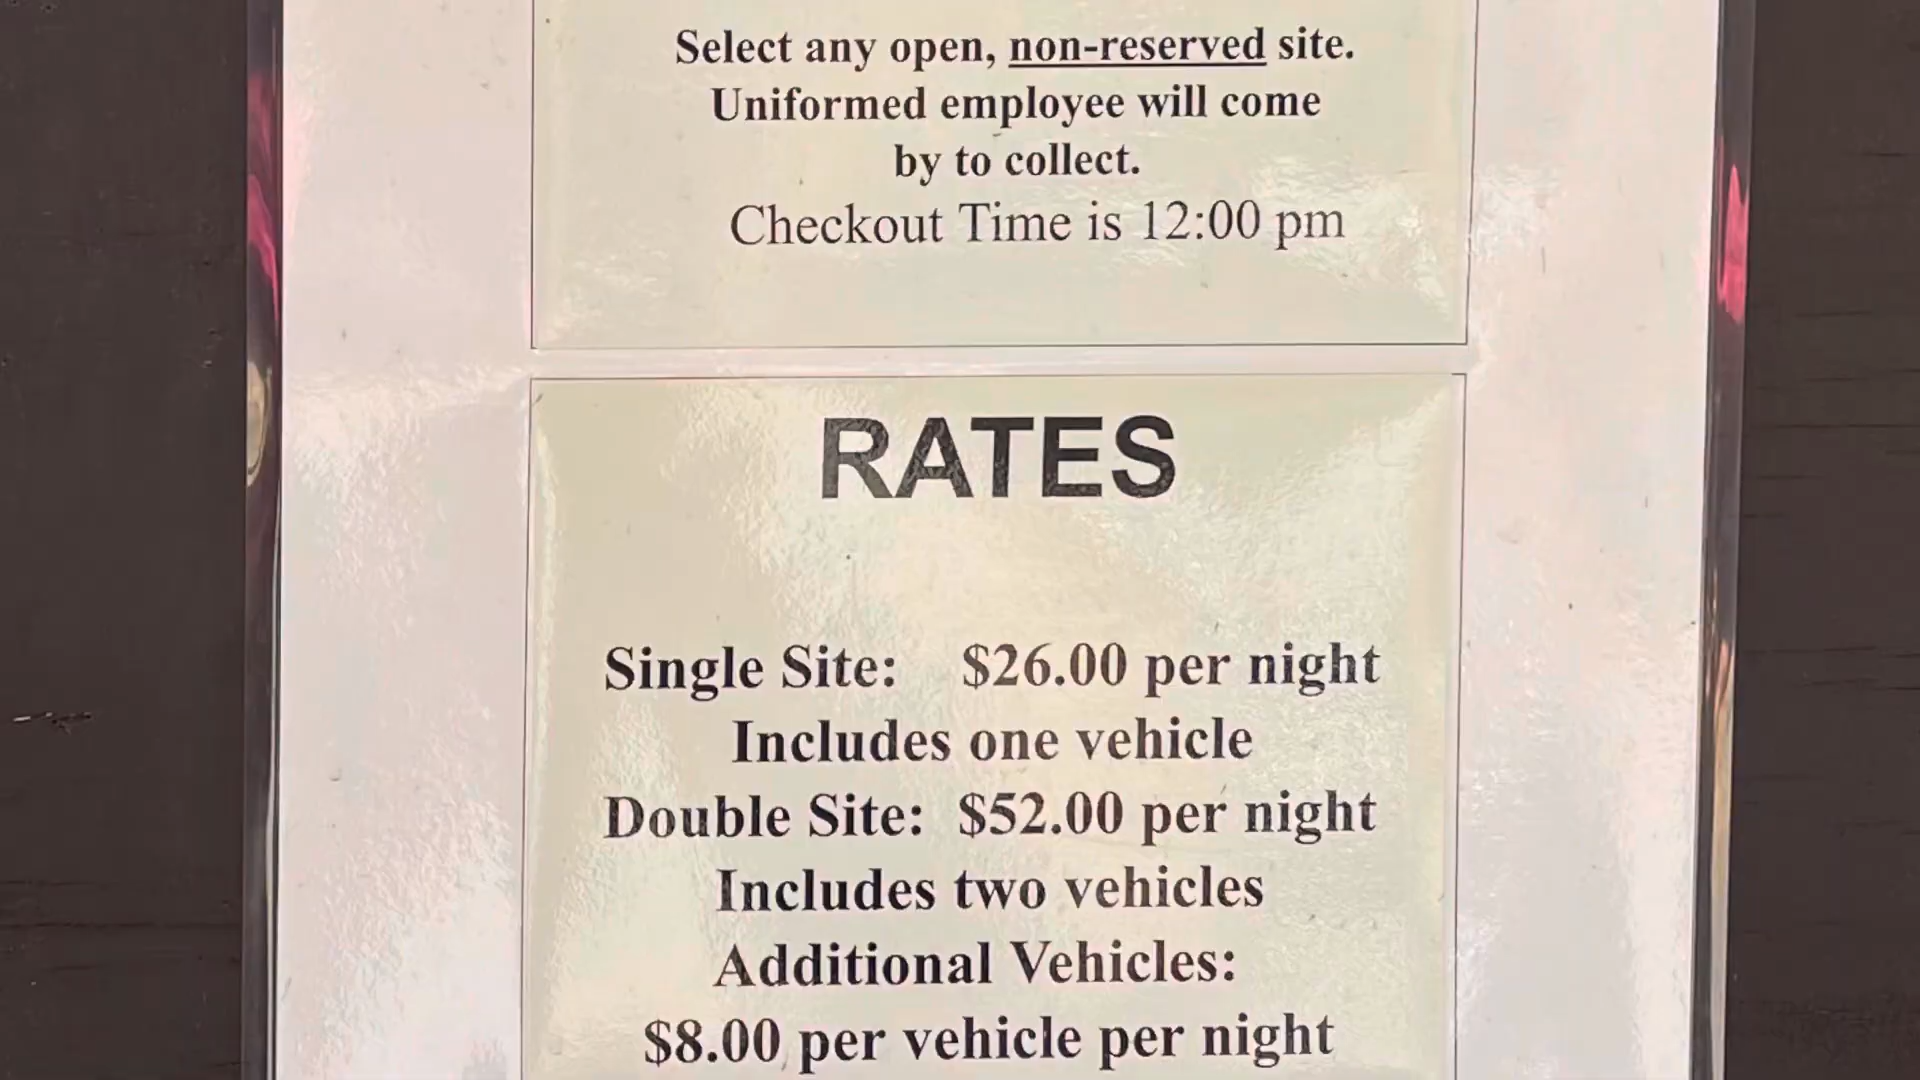 Select any open, non-reserved site.
Uniformed employee will come
by to collect.
Checkout Time is 12:00 pm
RATES
Single Site: $26.00 per night
Includes one vehicle
Double Site: $52.00 per night
Includes two vehicles
Additional Vehicles:
$8.00 per vehicle per night